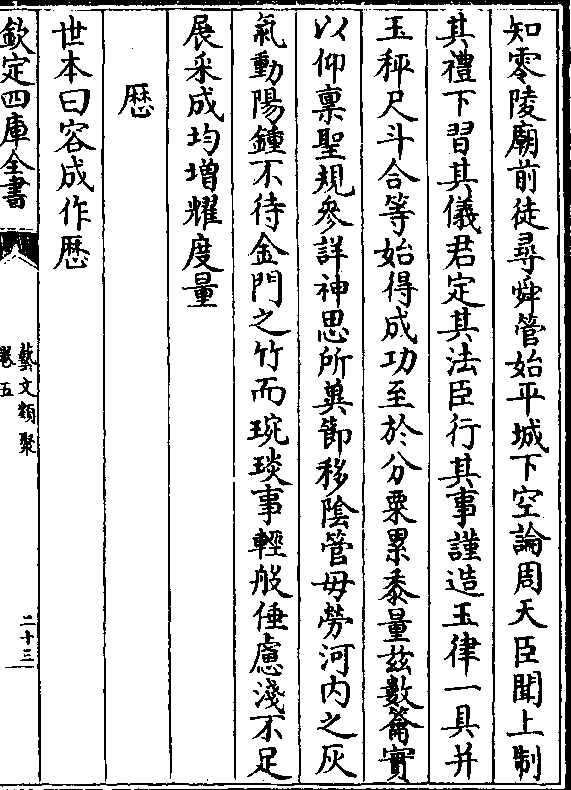 知零陵廟前徒尋舜管始平城下空論周天臣聞上制
其禮下習其儀君定其法臣行其事謹造玉律一具并
玉秤尺斗合等始得成功至於分粟累黍量兹數籥實
以仰禀聖規參詳神思所冀節移陰管毋勞河内之灰
氣動陽鍾不待金門之竹而琬琰事輕般倕慮淺不足
展采成均增耀度量
厯
世本曰容成作厯
欽定四庫全書
藝文類聚
卷五
二十三